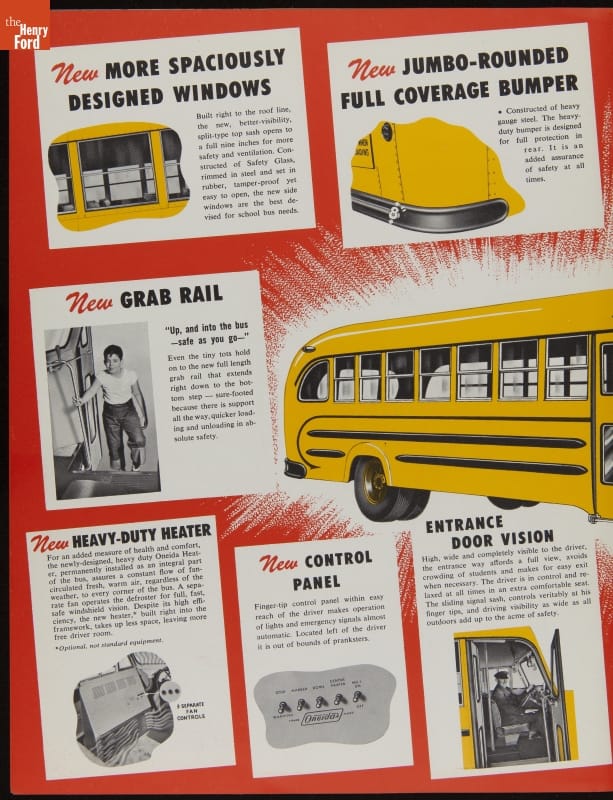 the
Henry
Ford
New MORE SPACIOUSLY
DESIGNED WINDOWS
Built right to the roof line,
the new, better-visibility,
split-type top sash opens to
a full nine inches for more
safety and ventilation. Con-
structed of Safety Glass,
rimmed in steel and set in
rubber, tamper-proof yet
easy to open, the new side
windows are the best de-
vised for school bus needs.
New JUMBO-ROUNDED
FULL COVERAGE BUMPER
• Constructed of heavy
gauge steel. The heavy-
duty bumper is designed
for full protection in
rear. It is an
added assurance
of safety at all
times.
New GRAB RAIL
"Up, and into the bus
—safe as you go—"
Even the tiny tots hold
on to the new full length
grab rail that extends
right down to the bot-
tom step — sure-footed
because there is support
all the way, quicker load-
ing and unloading in ab-
solute safety.
New HEAVY-DUTY HEATER
For an added measure of health and comfort,
the newly-designed, heavy duty Oneida Heat-
er, permanently installed as an integral part
of the bus, assures a constant flow of fan-
circulated fresh, warm air, regardless of the
weather, to every corner of the bus. A sepa-
rate fan operates the defroster for full, fast,
safe windshield vision. Despite its high effi-
ciency, the new heater,* built right into the
framework, takes up less space, leaving more
free driver room.
*Optional, not standard equipment.
2 SEPARATE
FAN
CONTROLS
New CONTROL
PANEL
Finger-tip control panel within easy
reach of the driver makes operation
of lights and emergency signals almost
automatic. Located left of the driver
it is out of bounds of pranksters.
STOP MARKER DOME
Oneida
OFF
ENTRANCE
DOOR VISION
High, wide and completely visible to the driver,
the entrance way affords a full view, avoids
crowding of students and makes for easy exit
when necessary. The driver is in control and re-
laxed at all times in an extra comfortable seat.
The sliding signal sash, controls veritably at his
finger tips, and driving visibility as wide as all
outdoors add up to the acme of safety.